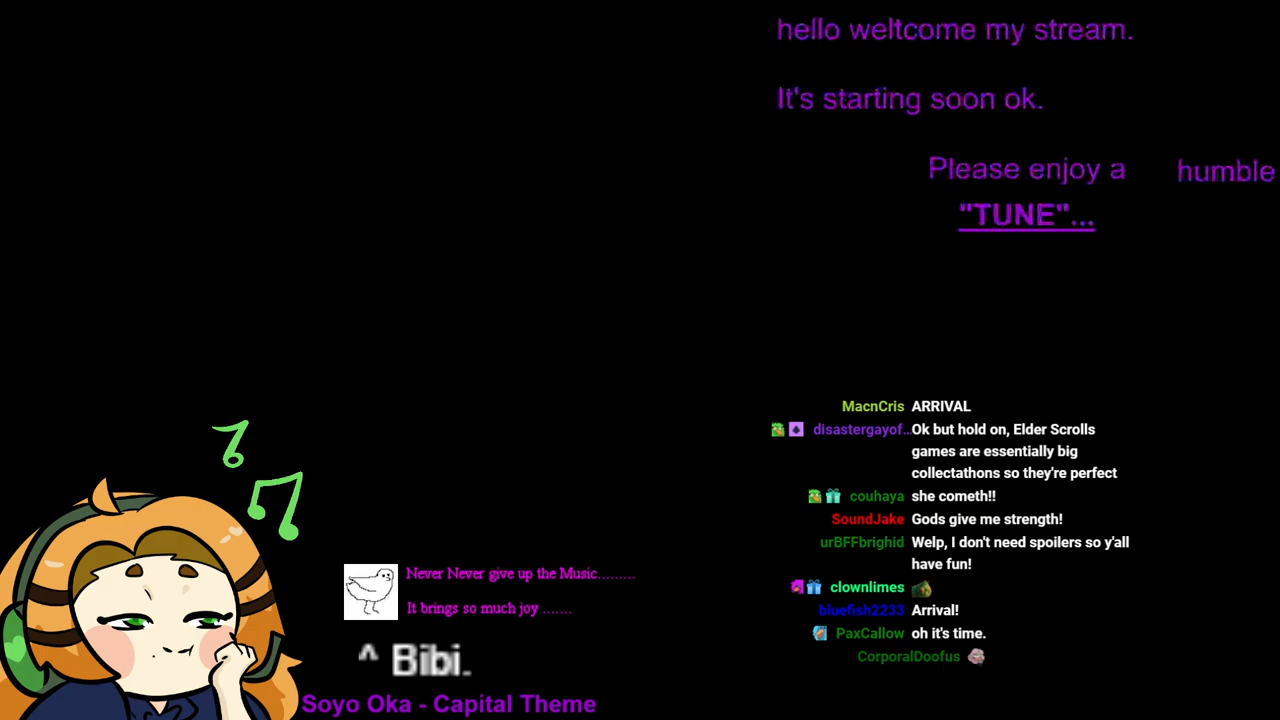 hello weltcome my stream.
It's starting soon ok.
Please enjoy a humble
"TUNE"...
MacnCris ARRIVAL
disastergayof... Ok but hold on, Elder Scrolls
games are essentially big
collectathons so they're perfect
couhaya she cometh!!
SoundJake Gods give me strength!
urBFFbrighid Welp, I don't need spoilers so y'all
have fun!
clownlimes
bluefish2233 Arrival!
PaxCallow oh it's time.
CorporalDoofus
Never Never give up the Music.........
It brings so much joy .......
^ Bibi.
Soyo Oka - Capital Theme